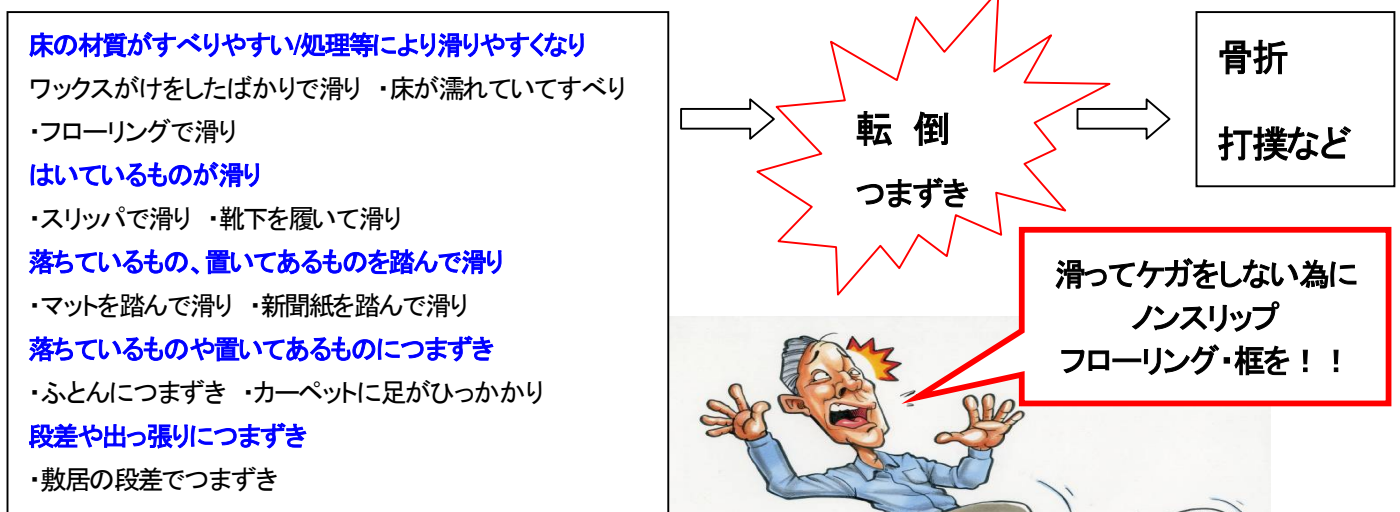 床の材質がすべりやすい/処理等により滑りやすくなり
ワックスがけをしたばかりで滑り ・床が濡れていてすべり
・フローリングで滑り
はいているものが滑り
・スリッパで滑り ・靴下を履いて滑り
落ちているもの、置いてあるものを踏んで滑り
・マットを踏んで滑り ・新聞紙を踏んで滑り
落ちているものや置いてあるものにつまずき
・ふとんにつまずき ・カーペットに足がひっかかり
段差や出っ張りにつまずき
・敷居の段差でつまずき
転 倒
つまずき
骨折
打撲など
滑ってケガをしない為に
ノンスリップ
フローリング・框を！！